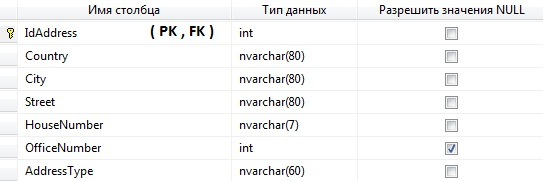 Имя столбца Тип данных Разрешить значения NULL
IdAddress ( PK , FK ) int
Country nvarchar(80)
City nvarchar(80)
Street nvarchar(80)
HouseNumber nvarchar(7)
OfficeNumber int
AddressType nvarchar(60)